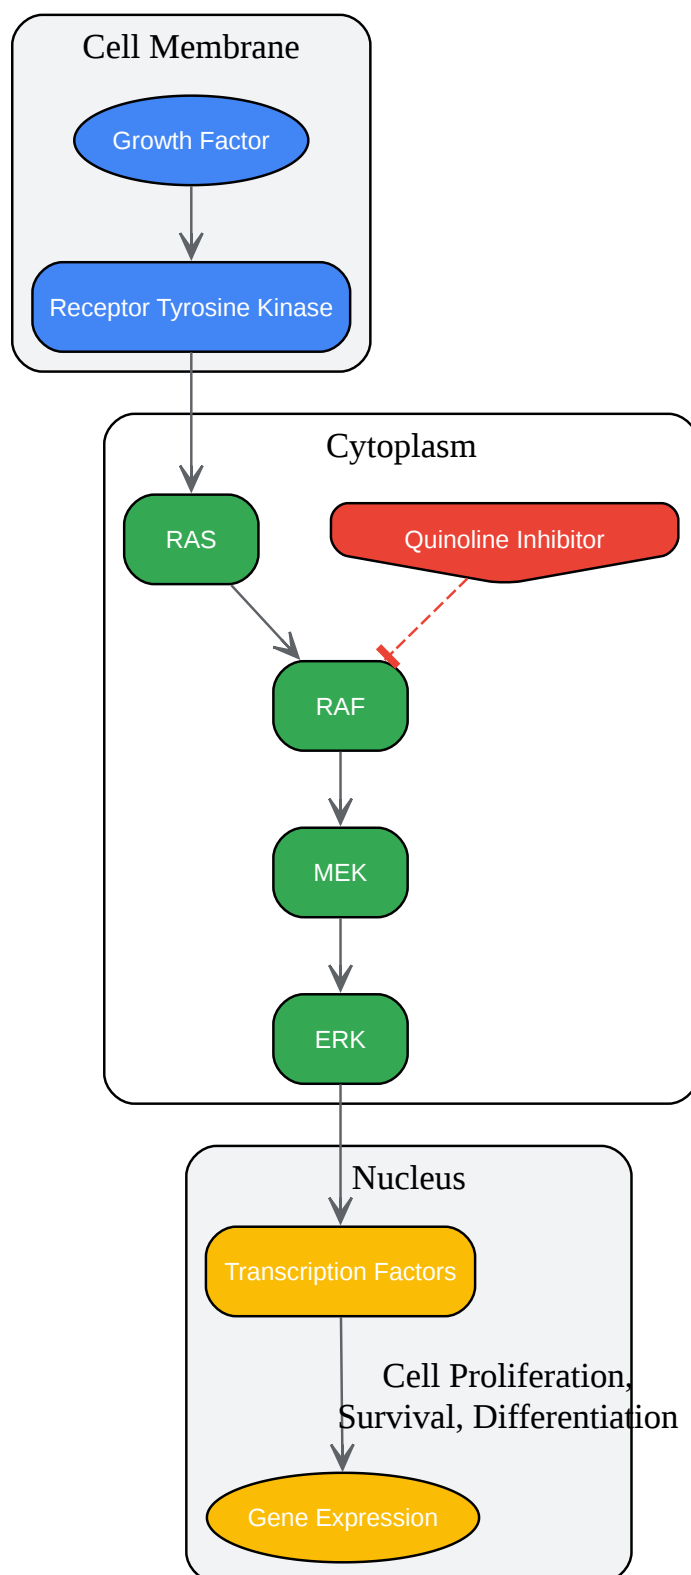 Cell Membrane
Growth Factor
Receptor Tyrosine Kinase
Cytoplasm
RAS
Quinoline Inhibitor
RAF
MEK
ERK
Nucleus
Transcription Factors
Cell Proliferation,
Survival, Differentiation
Gene Expression